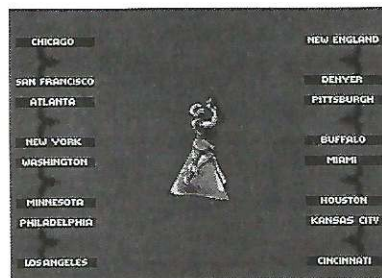 CHICAGO
SAN FRANCISCO
ATLANTA
NEW YORK
WASHINGTON
MINNESOTA
PHILADELPHIA
LOS ANGELES
NEW ENGLAND
DENVER
PITTSBURGH
BUFFALO
MIAMI
HOUSTON
KANSAS CITY
CINCINNATI